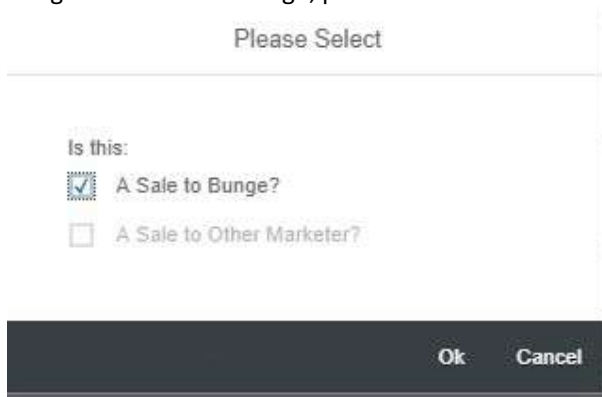 Please Select
Is this:
A Sale to Bunge?
A Sale to Other Marketer?
Ok Cancel